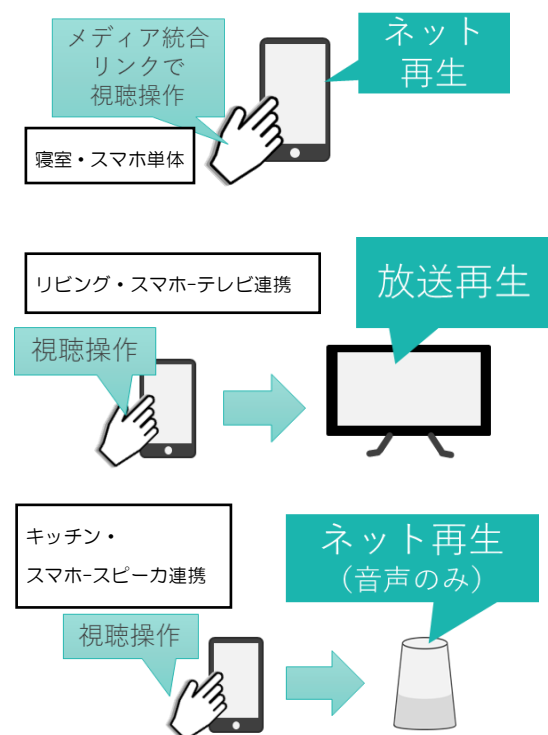 メディア統合
リンクで
視聴操作
ネット
再生
寝室・スマホ単体
リビング・スマホ-テレビ連携
放送再生
視聴操作
キッチン・
スマホ-スピーカ連携
ネット再生
（音声のみ）
視聴操作